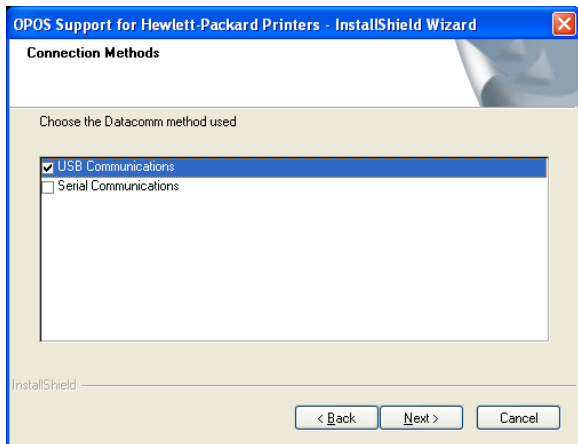 OPOS Support for Hewlett-Packard Printers - InstallShield Wizard
Connection Methods
Choose the Datacomm method used
USB Communications
Serial Communications
InstallShield
< Back Next > Cancel